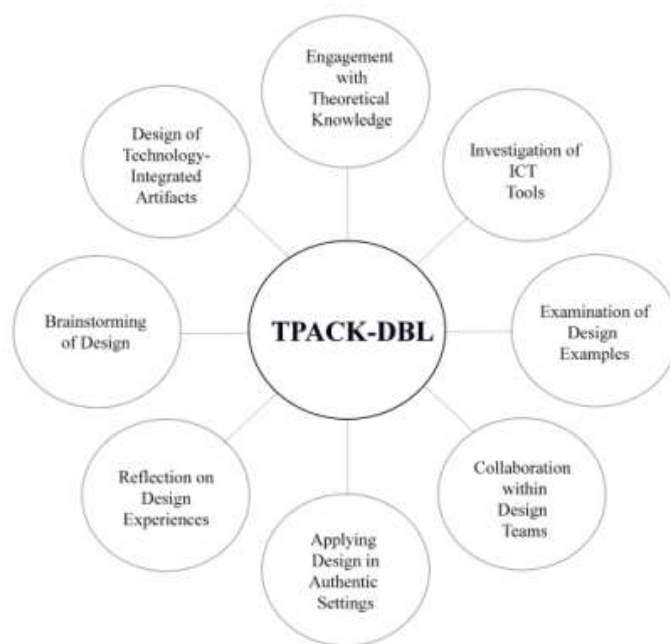 Engagement
with
Theoretical
Knowledge
Investigation of
ICT
Tools
Examination of
Design
Examples
Collaboration
within
Design
Teams
Applying
Design in
Authentic
Settings
Reflection on
Design
Experiences
Brainstorming
of Design
Design of
Technology-
Integrated
Artifacts
TPACK-DBL